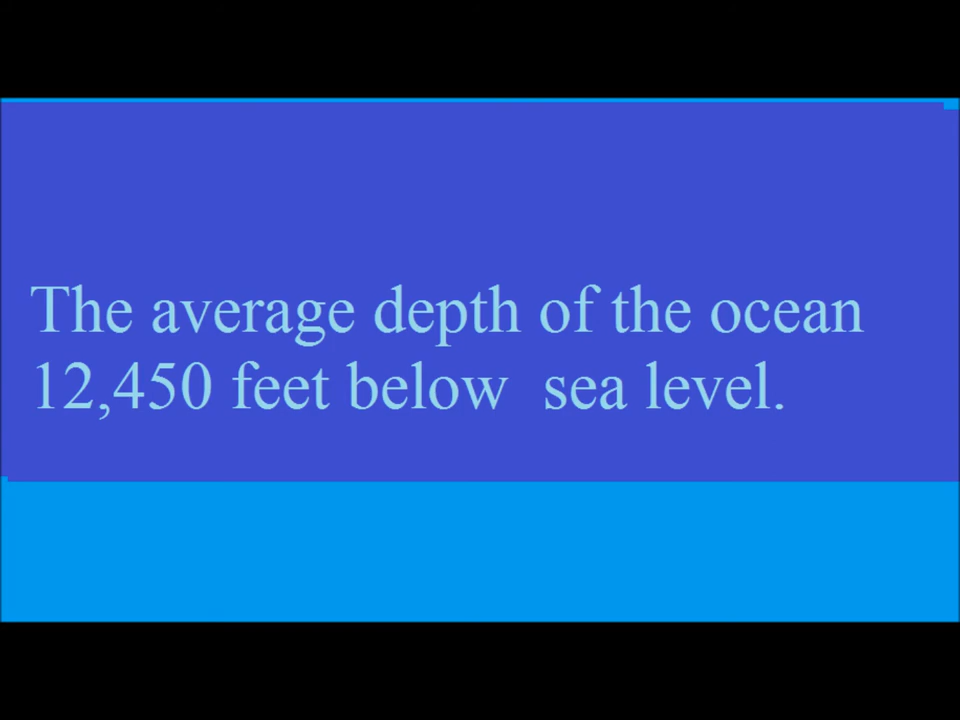 The average depth of the ocean
12,450 feet below  sea level.